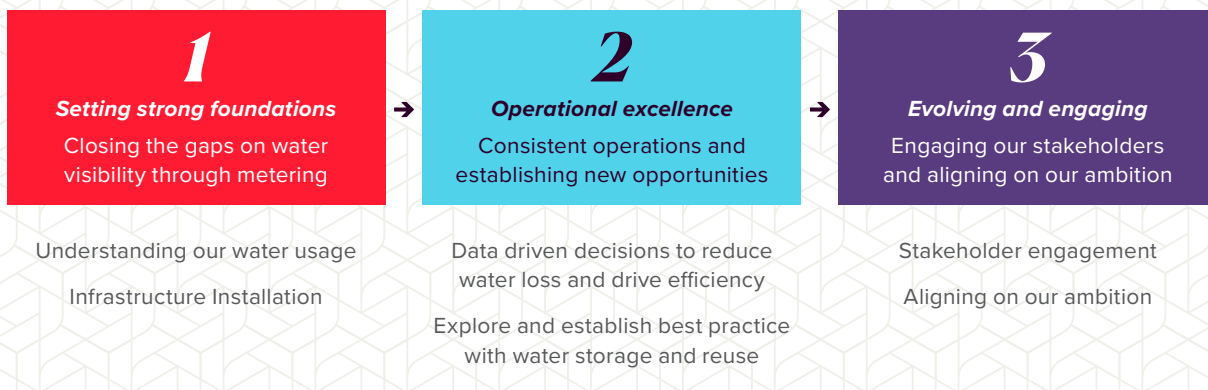 1
Setting strong foundations
Closing the gaps on water
visibility through metering
Understanding our water usage
Infrastructure Installation
➔
2
Operational excellence
Consistent operations and
establishing new opportunities
Data driven decisions to reduce
water loss and drive efficiency
Explore and establish best practice
with water storage and reuse
➔
3
Evolving and engaging
Engaging our stakeholders
and aligning on our ambition
Stakeholder engagement
Aligning on our ambition